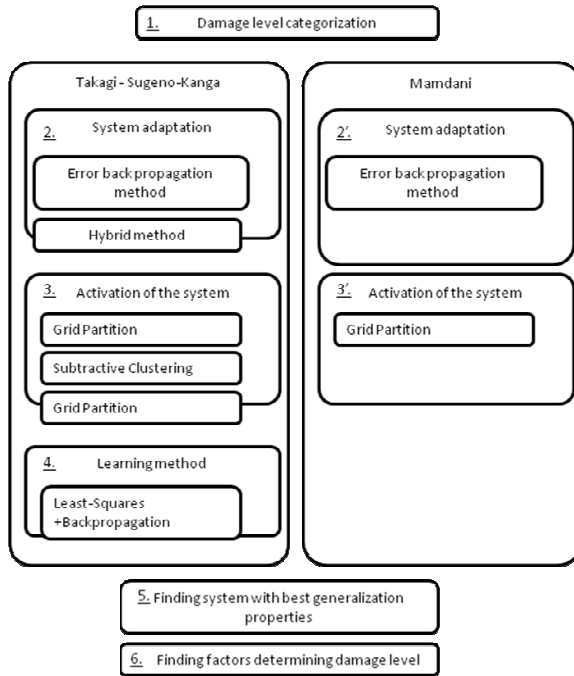 1. Damage level categorization
Takagi - Sugeno-Kanga
2. System adaptation
Error back propagation
method
Hybrid method
3. Activation of the system
Grid Partition
Subtractive Clustering
Grid Partition
4. Learning method
Least-Squares
+Backpropagation
Mamdani
2'. System adaptation
Error back propagation
method
3'. Activation of the system
Grid Partition
5. Finding system with best generalization
properties
6. Finding factors determining damage level